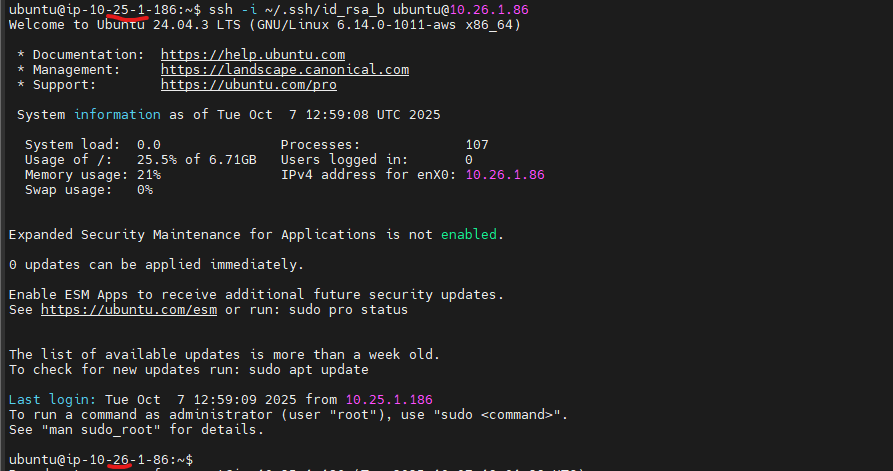 ubuntu@ip-10-25-1-186:~$ ssh -i ~/.ssh/id_rsa_b ubuntu@10.26.1.86
Welcome to Ubuntu 24.04.3 LTS (GNU/Linux 6.14.0-1011-aws x86_64)
* Documentation:  https://help.ubuntu.com
* Management:     https://landscape.canonical.com
* Support:        https://ubuntu.com/pro
System information as of Tue Oct  7 12:59:08 UTC 2025
System load:  0.0                Processes:             107
Usage of /:   25.5% of 6.71GB   Users logged in:       0
Memory usage: 21%               IPv4 address for enX0: 10.26.1.86
Swap usage:   0%
Expanded Security Maintenance for Applications is not enabled.
0 updates can be applied immediately.
Enable ESM Apps to receive additional future security updates.
See https://ubuntu.com/esm or run: sudo pro status
The list of available updates is more than a week old.
To check for new updates run: sudo apt update
Last login: Tue Oct  7 12:59:09 2025 from 10.25.1.186
To run a command as administrator (user "root"), use "sudo <command>".
See "man sudo_root" for details.
ubuntu@ip-10-26-1-86:~$